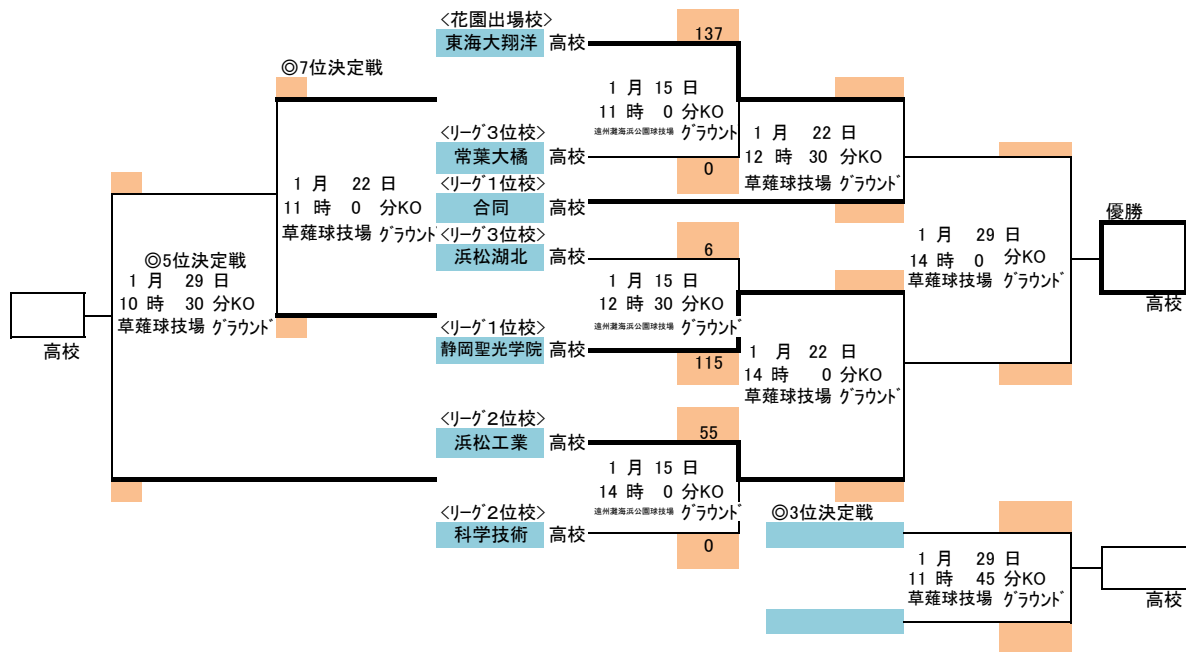 <花園出場校>
東海大翔洋 高校
137
◎7位決定戦
1 月 15 日
11 時 0 分KO
遠州灘海浜公園球技場 グラウンド
<リーグ3位校>
常葉大橘 高校
0
1 月 22 日
12 時 30 分KO
草薙球技場 グラウンド
1 月 22 日
11 時 0 分KO
草薙球技場 グラウンド
<リーグ1位校>
合同 高校
<リーグ3位校>
浜松湖北 高校
6
1 月 29 日
14 時 0 分KO
草薙球技場 グラウンド
優勝
高校
◎5位決定戦
1 月 29 日
10 時 30 分KO
草薙球技場 グラウンド
高校
1 月 15 日
12 時 30 分KO
遠州灘海浜公園球技場 グラウンド
<リーグ1位校>
静岡聖光学院 高校
115
1 月 22 日
14 時 0 分KO
草薙球技場 グラウンド
<リーグ2位校>
浜松工業 高校
55
1 月 15 日
14 時 0 分KO
遠州灘海浜公園球技場 グラウンド
<リーグ2位校>
科学技術 高校
0
◎3位決定戦
1 月 29 日
11 時 45 分KO
草薙球技場 グラウンド
高校